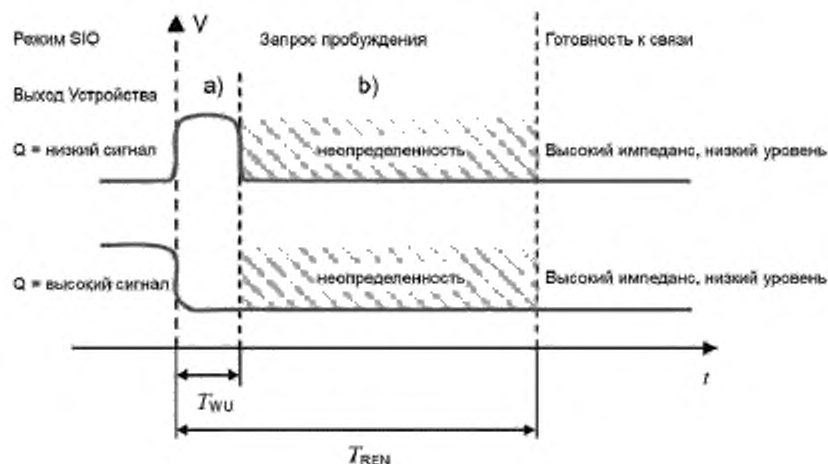 V
Режим SIO
Запрос пробуждения
Готовность к связи
a)
b)
Выход Устройства
Q = низкий сигнал
неопределенность
Высокий импеданс, низкий уровень
Q = высокий сигнал
неопределенность
Высокий импеданс, низкий уровень
t
TWU
TREN